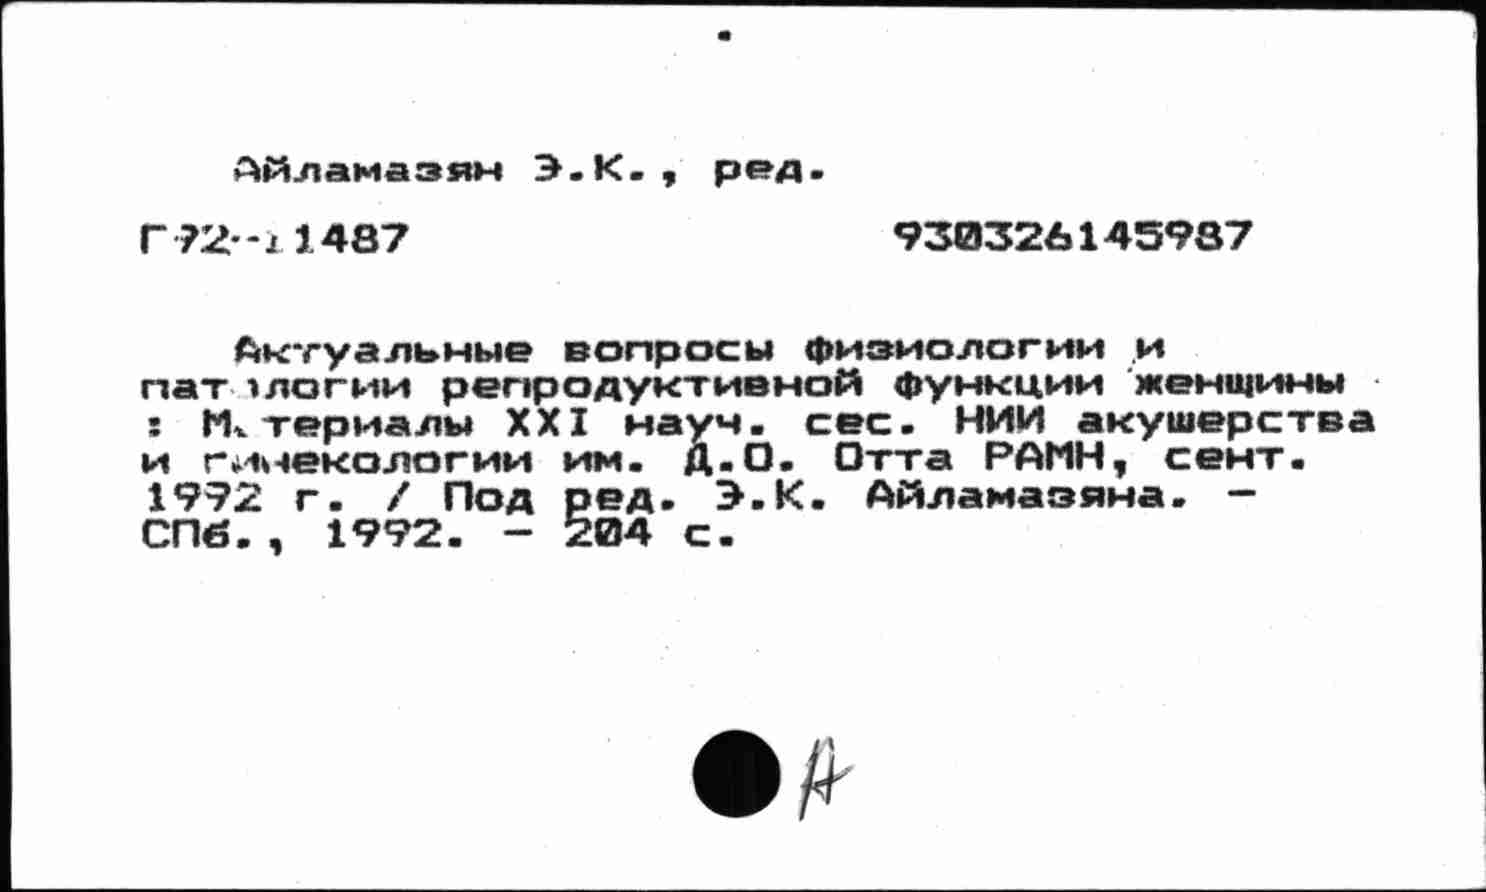 Айламазян Э.К., ред.
Г92-11487 930326145987
Актуальные вопросы физиологии и
патологии репродуктивной функции женщины
: Материалы XXI науч. сес. НИИ акушерства
и гинекологии им. Д.О. Отта РАМН, сент.
1992 г. / Под ред. Э.К. Айламазяна. -
СПб., 1992. - 204 с.
А